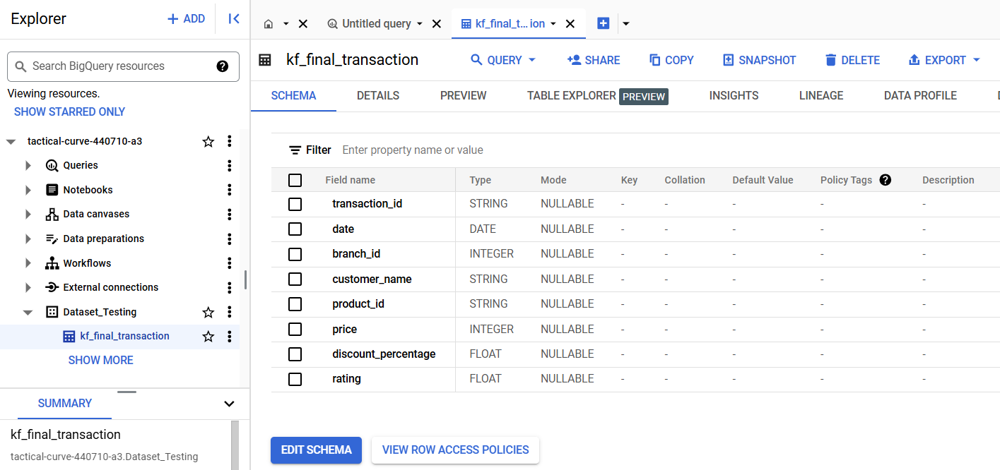 Explorer
+ ADD
Search BigQuery resources
Viewing resources.
SHOW STARRED ONLY
tactical-curve-440710-a3
Queries
Notebooks
Data canvases
Data preparations
Workflows
External connections
Dataset_Testing
kf_final_transaction
SHOW MORE
SUMMARY
kf_final_transaction
tactical-curve-440710-a3.Dataset_Testing
Untitled query
kf_final_t... ion
kf_final_transaction
QUERY SHARE COPY SNAPSHOT DELETE EXPORT
SCHEMA DETAILS PREVIEW TABLE EXPLORER PREVIEW INSIGHTS LINEAGE DATA PROFILE
Filter Enter property name or value
Field name Type Mode Key Collation Default Value Policy Tags Description
transaction_id STRING NULLABLE - - - - -
date DATE NULLABLE - - - - -
branch_id INTEGER NULLABLE - - - - -
customer_name STRING NULLABLE - - - - -
product_id STRING NULLABLE - - - - -
price INTEGER NULLABLE - - - - -
discount_percentage FLOAT NULLABLE - - - - -
rating FLOAT NULLABLE - - - - -
EDIT SCHEMA VIEW ROW ACCESS POLICIES